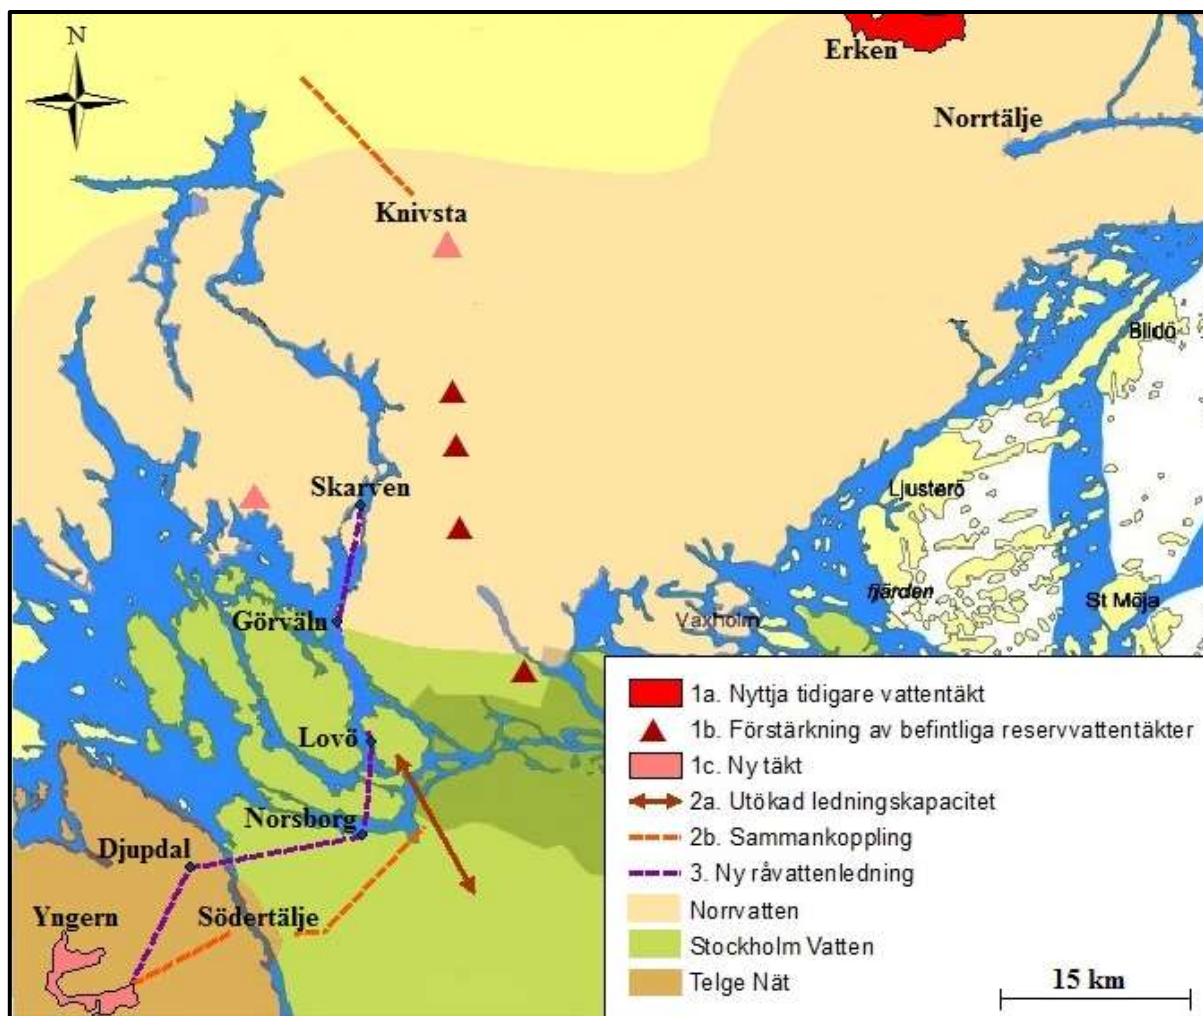 N
Erken
Norrtälje
Knivsta
Blidö
Skarven
Ljusterö
fjärden
St Möja
Görväln
Vaxholm
Lovö
Norsborg
Djupdal
Yngern
Södertälje
1a. Nyttja tidigare vattentäkt
1b. Förstärkning av befintliga reservvattentäkter
1c. Ny täkt
2a. Utökad ledningskapacitet
2b. Sammankoppling
3. Ny råvattenledning
Norrvatten
Stockholm Vatten
Telge Nät
15 km